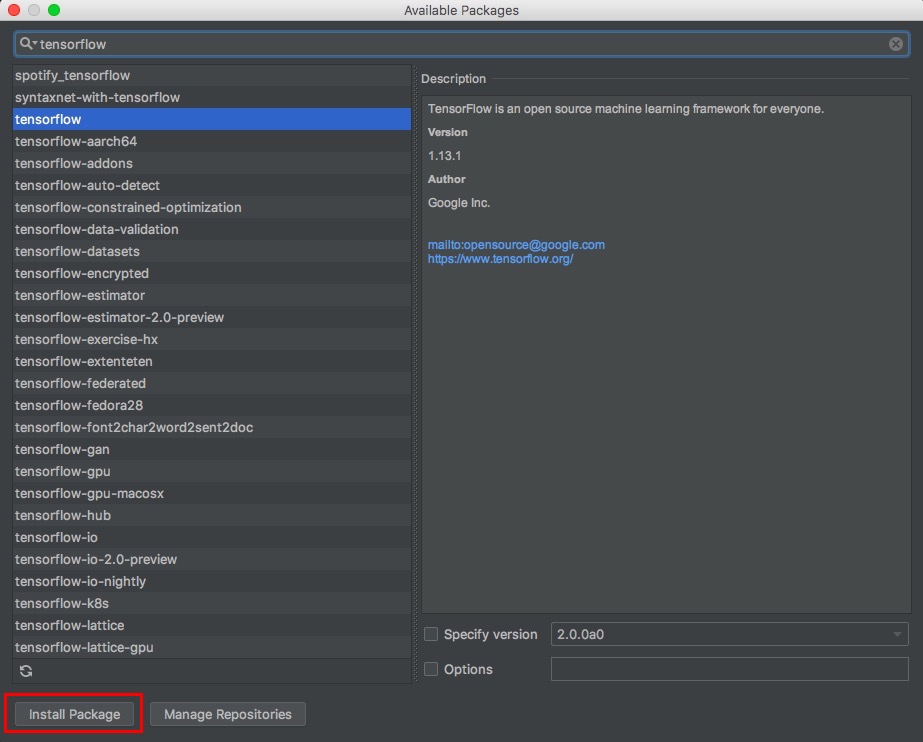 Available Packages
tensorflow
spotify_tensorflow
syntaxnet-with-tensorflow
tensorflow
tensorflow-aarch64
tensorflow-addons
tensorflow-auto-detect
tensorflow-constrained-optimization
tensorflow-data-validation
tensorflow-datasets
tensorflow-encrypted
tensorflow-estimator
tensorflow-estimator-2.0-preview
tensorflow-exercise-hx
tensorflow-extenteten
tensorflow-federated
tensorflow-fedora28
tensorflow-font2char2word2sent2doc
tensorflow-gan
tensorflow-gpu
tensorflow-gpu-macosx
tensorflow-hub
tensorflow-io
tensorflow-io-2.0-preview
tensorflow-io-nightly
tensorflow-k8s
tensorflow-lattice
tensorflow-lattice-gpu
Description
TensorFlow is an open source machine learning framework for everyone.
Version
1.13.1
Author
Google Inc.
mailto:opensource@google.com
https://www.tensorflow.org/
Specify version 2.0.0a0
Options
Install Package Manage Repositories